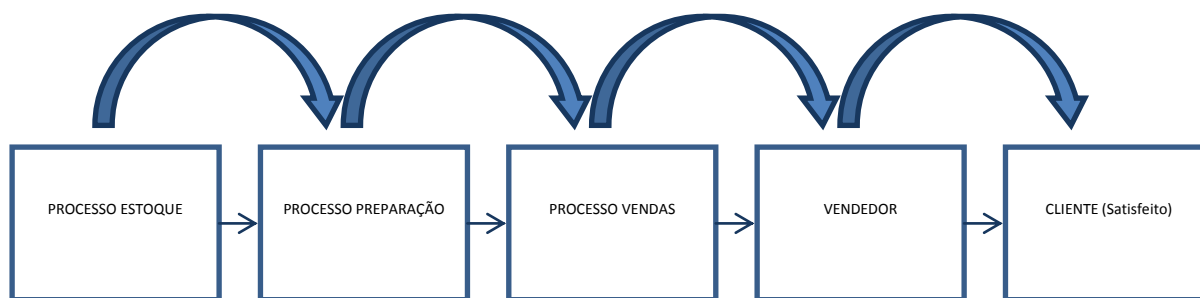 PROCESSO ESTOQUE
PROCESSO PREPARAÇÃO
PROCESSO VENDAS
VENDEDOR
CLIENTE (Satisfeito)